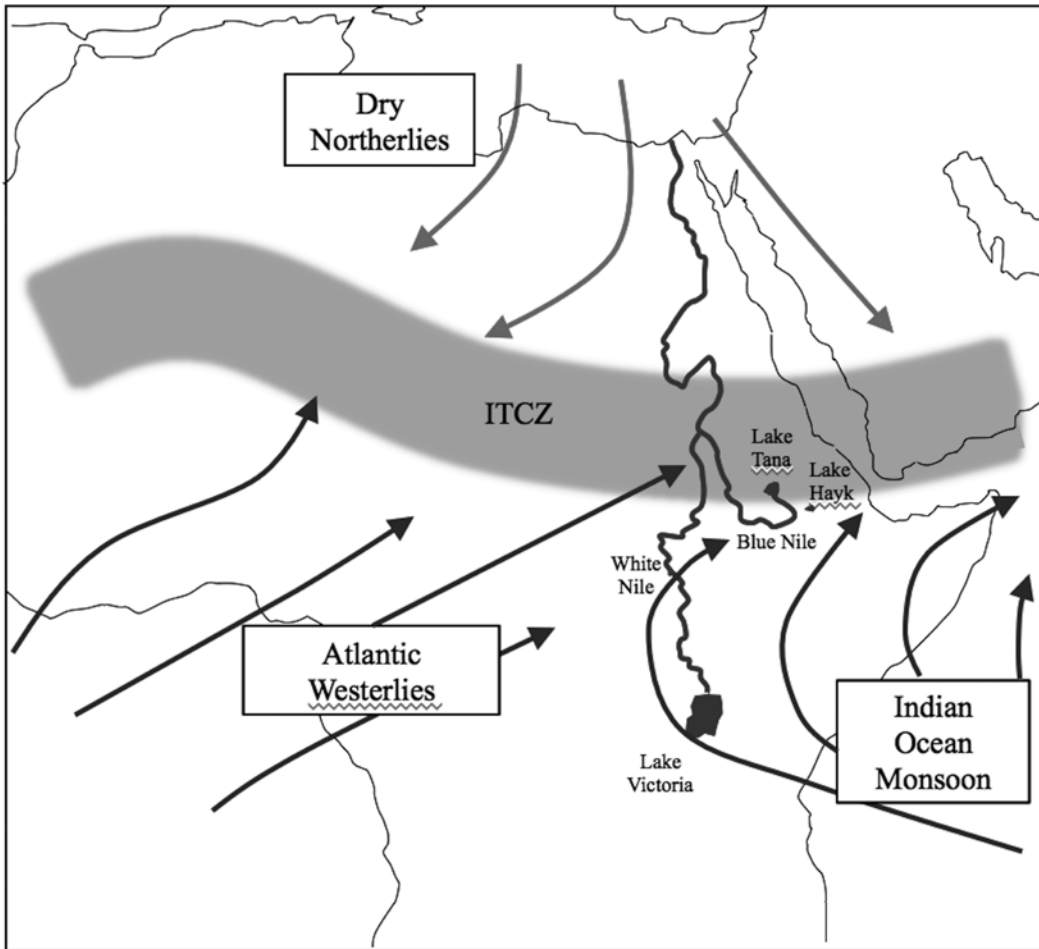 Dry
Northerlies
ITCZ
Lake
Tana
Lake
Hayk
Blue Nile
White
Nile
Atlantic
Westerlies
Lake
Victoria
Indian
Ocean
Monsoon